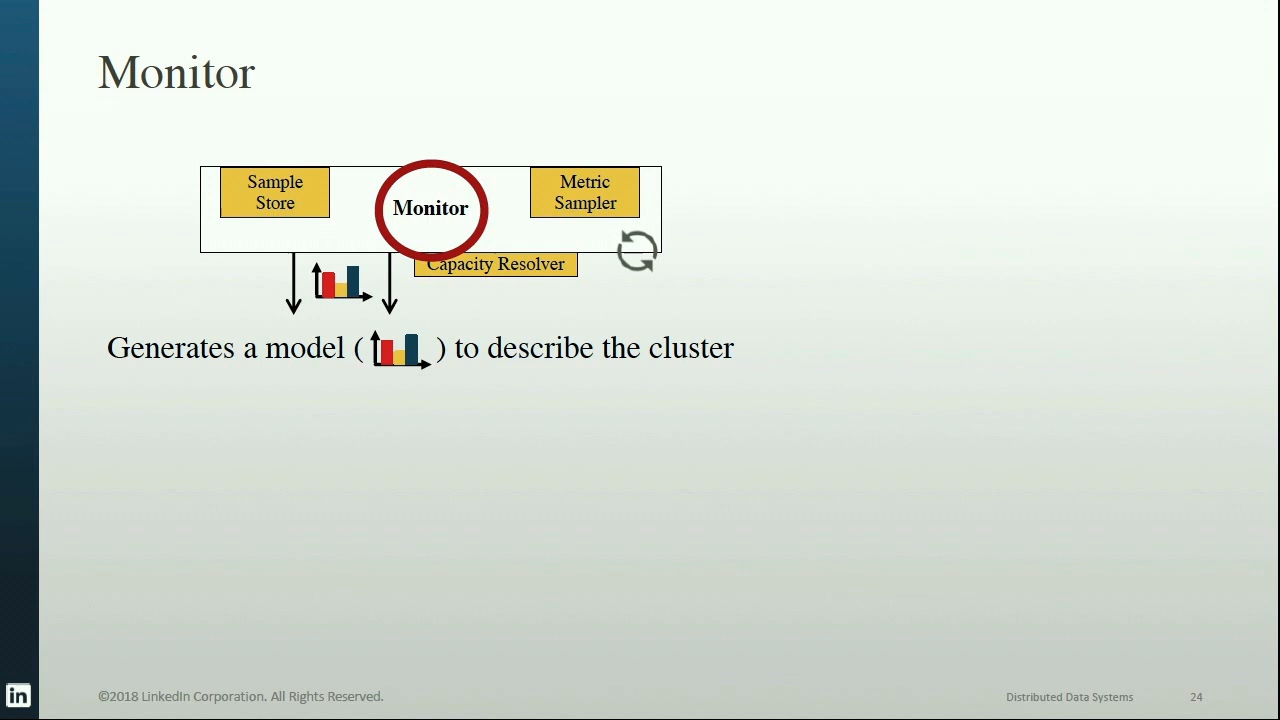 Monitor
Sample
Store
Monitor
Metric
Sampler
Capacity Resolver
Generates a model ( ) to describe the cluster
in
©2018 LinkedIn Corporation. All Rights Reserved.
Distributed Data Systems
24